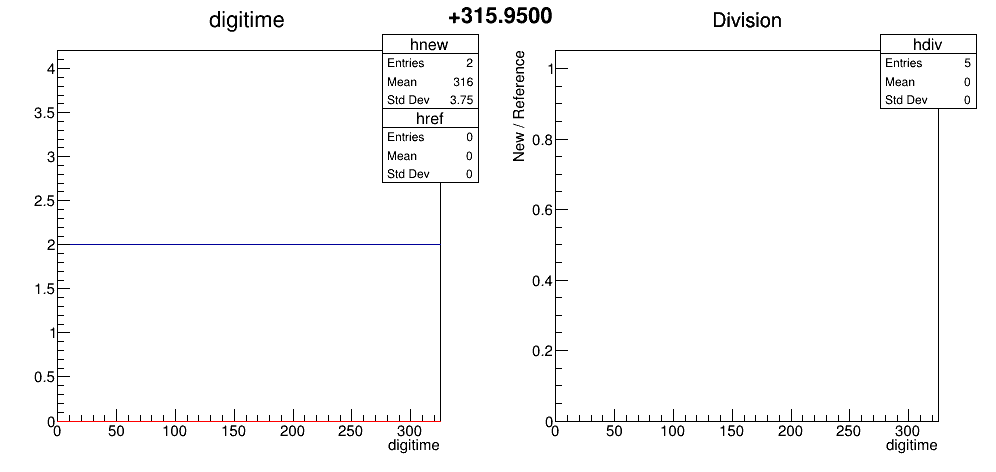 +315.9500
digitime
hnew
Entries 2
Mean 316
Std Dev 3.75
href
Entries 0
Mean 0
Std Dev 0
4
3.5
3
2.5
2
1.5
1
0.5
0
0 50 100 150 200 250 300
digitime
Division
hdiv
Entries 5
Mean 0
Std Dev 0
New / Reference
1
0.8
0.6
0.4
0.2
0
0 50 100 150 200 250 300
digitime